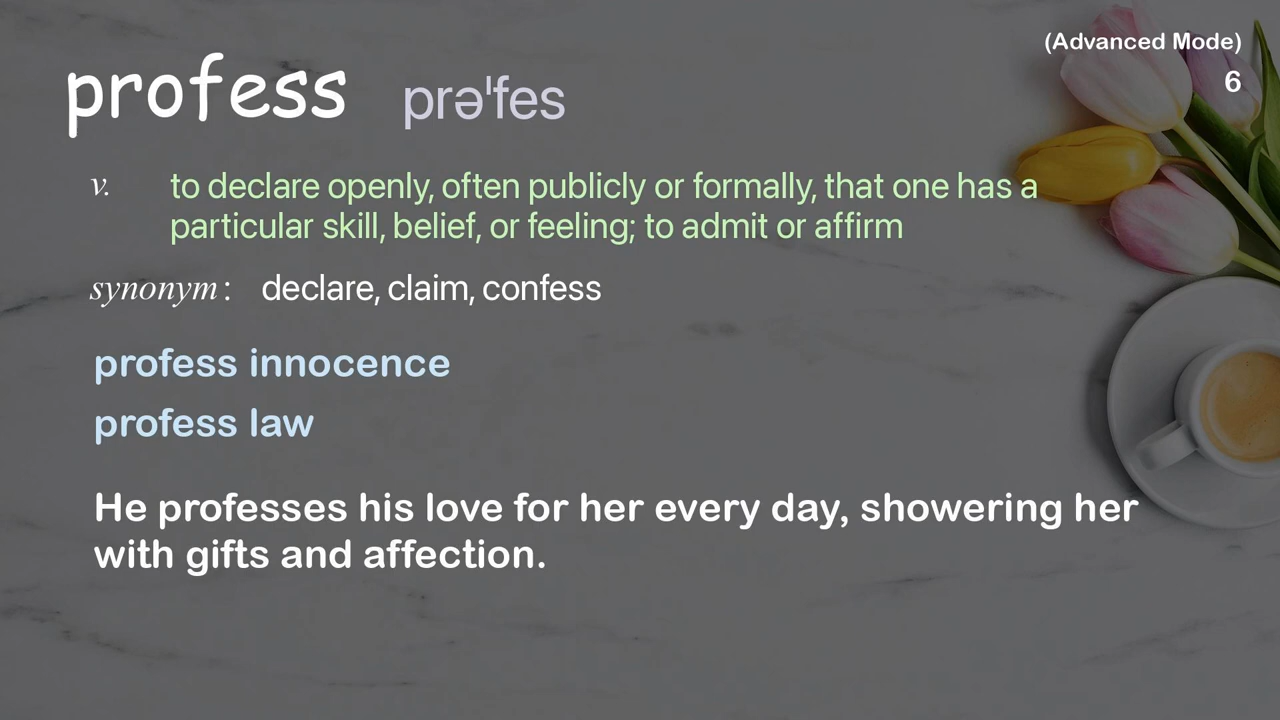 (Advanced Mode)
6
profess prə'fes
v. to declare openly, often publicly or formally, that one has a
particular skill, belief, or feeling; to admit or affirm
synonym: declare, claim, confess
profess innocence
profess law
He professes his love for her every day, showering her
with gifts and affection.